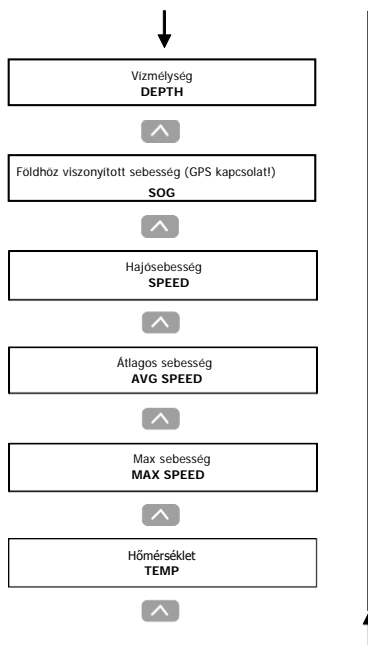 Vízmélység
DEPTH
Földhöz viszonyított sebesség (GPS kapcsolat!)
SOG
Hajósebesség
SPEED
Átlagos sebesség
AVG SPEED
Max sebesség
MAX SPEED
Hőmérséklet
TEMP